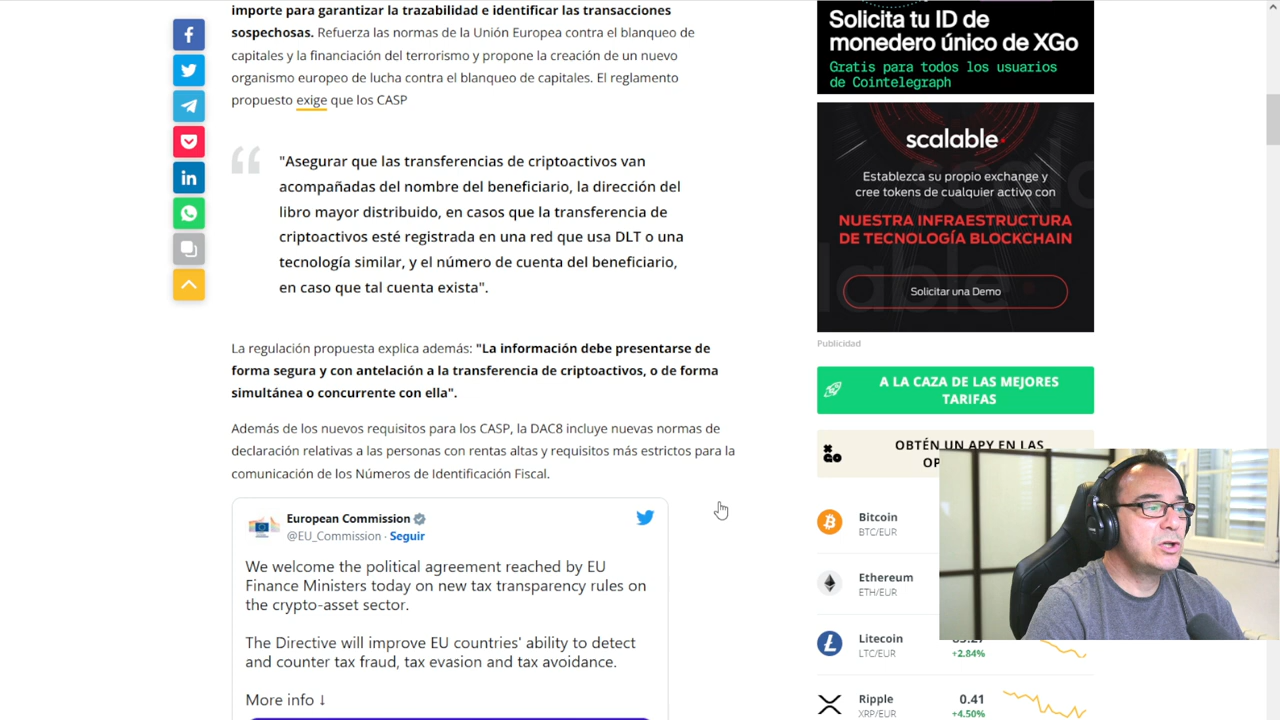 importe para garantizar la trazabilidad e identificar las transacciones
sospechosas. Refuerza las normas de la Unión Europea contra el blanqueo de
capitales y la financiación del terrorismo y propone la creación de un nuevo
organismo europeo de lucha contra el blanqueo de capitales. El reglamento
propuesto exige que los CASP
"Asegurar que las transferencias de criptoactivos van
acompañadas del nombre del beneficiario, la dirección del
libro mayor distribuido, en casos que la transferencia de
criptoactivos esté registrada en una red que usa DLT o una
tecnología similar, y el número de cuenta del beneficiario,
en caso que tal cuenta exista".
La regulación propuesta explica además: "La información debe presentarse de
forma segura y con antelación a la transferencia de criptoactivos, o de forma
simultánea o concurrente con ella".
Además de los nuevos requisitos para los CASP, la DAC8 incluye nuevas normas de
declaración relativas a las personas con rentas altas y requisitos más estrictos para la
comunicación de los Números de Identificación Fiscal.
European Commission
@EU_Commission · Seguir
We welcome the political agreement reached by EU
Finance Ministers today on new tax transparency rules on
the crypto-asset sector.
The Directive will improve EU countries' ability to detect
and counter tax fraud, tax evasion and tax avoidance.
More info ↓
Solicita tu ID de
monedero único de XGo
Gratis para todos los usuarios
de Cointelegraph
scalable
Establezca su propio exchange y
cree tokens de cualquier activo con
NUESTRA INFRAESTRUCTURA
DE TECNOLOGÍA BLOCKCHAIN
Solicitar una Demo
Publicidad
A LA CAZA DE LAS MEJORES
TARIFAS
OBTÉN UN APY EN LAS
Bitcoin
BTC/EUR
Ethereum
ETH/EUR
Litecoin
LTC/EUR
+2.84%
Ripple
0.41
XRP/EUR
+4.50%